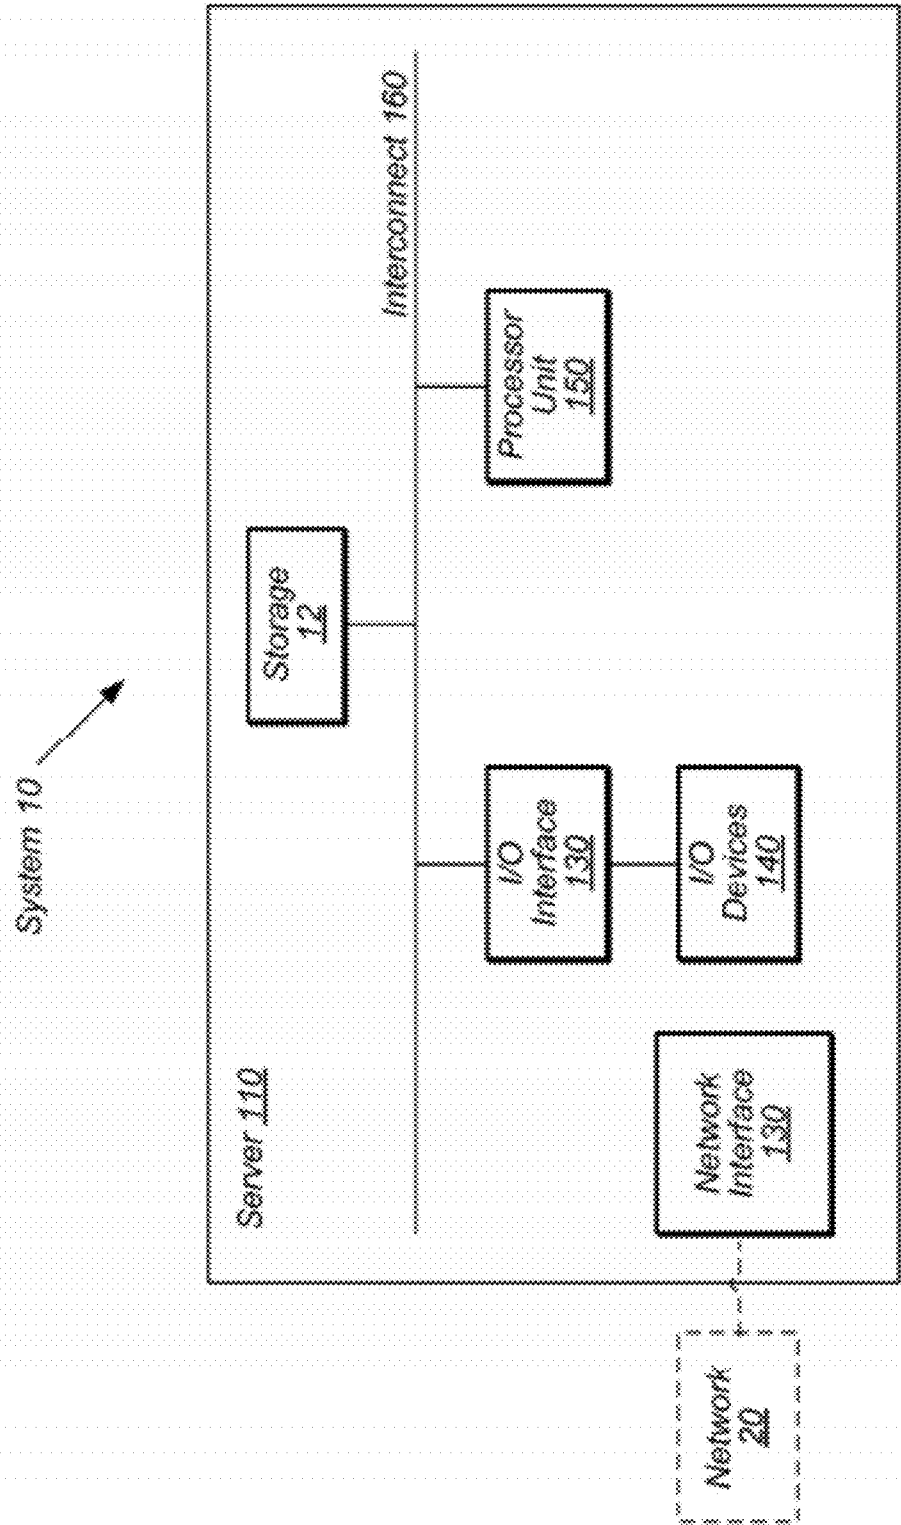 System 10
Server 110
Storage
12
Interconnect 160
I/O
Interface
130
Processor
Unit
150
I/O
Devices
140
Network
Interface
130
Network
20